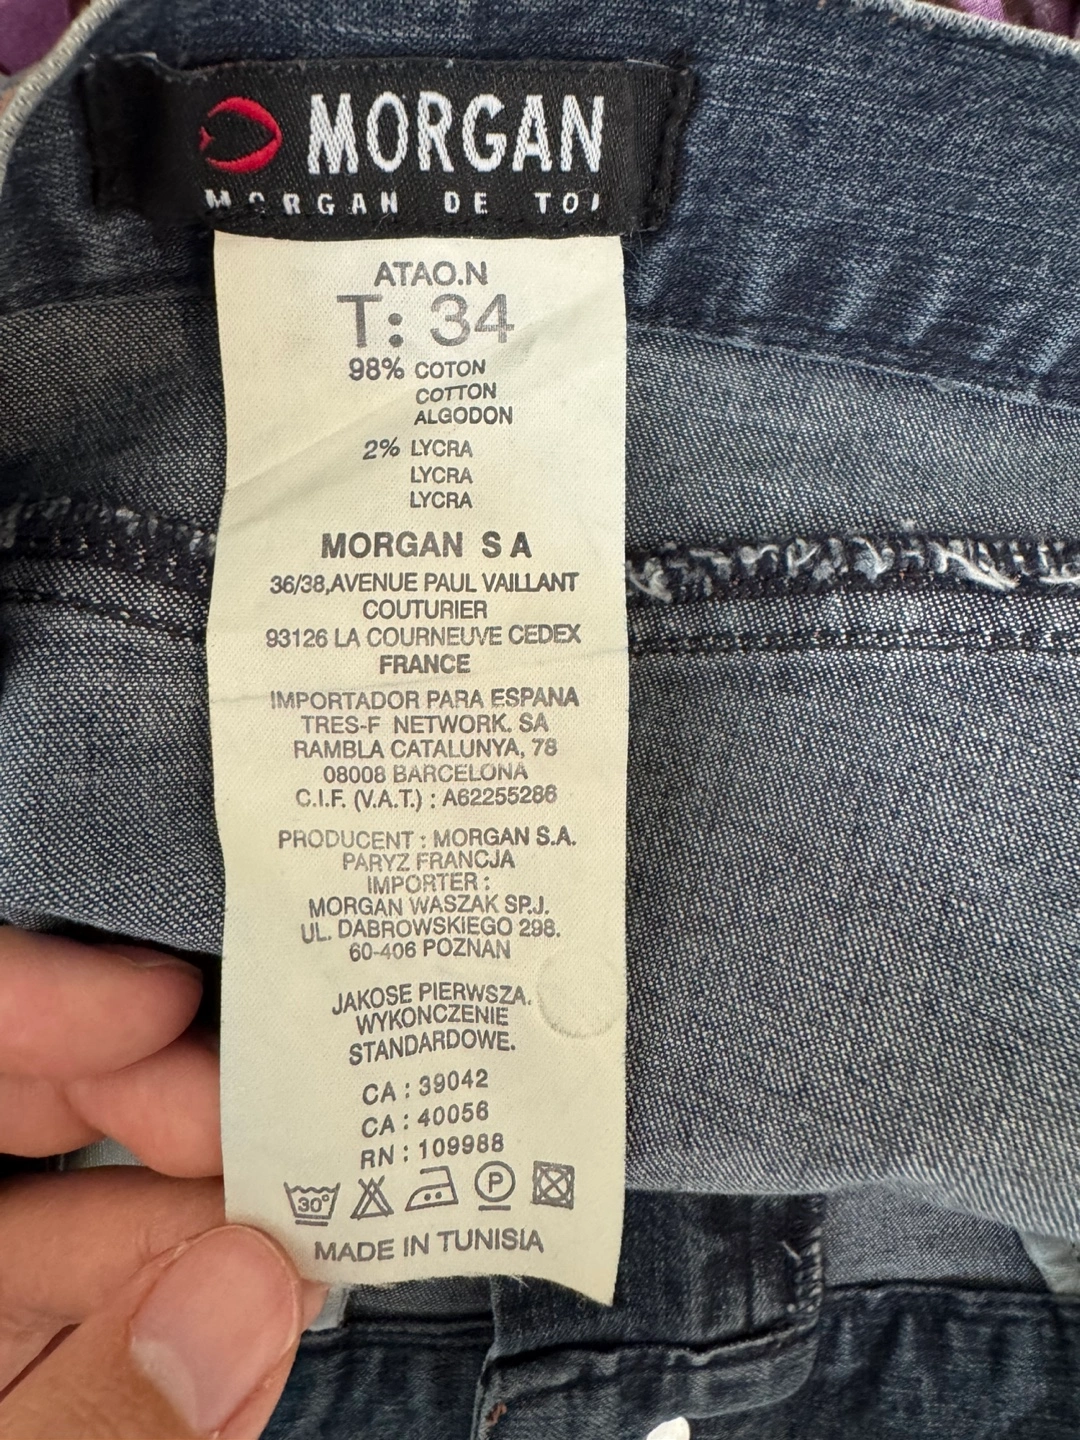 MORGAN
MORGAN DE TOI
ATAO.N
T: 34
98% COTON
COTTON
ALGODON
2% LYCRA
LYCRA
LYCRA
MORGAN S A
36/38,AVENUE PAUL VAILLANT
COUTURIER
93126 LA COURNEUVE CEDEX
FRANCE
IMPORTADOR PARA ESPANA
TRES-F NETWORK. SA
RAMBLA CATALUNYA, 78
08008 BARCELONA
C.I.F. (V.A.T.) : A62255286
PRODUCENT : MORGAN S.A.
PARYZ FRANCJA
IMPORTER :
MORGAN WASZAK SP.J.
UL. DABROWSKIEGO 298.
60-406 POZNAN
JAKOSE PIERWSZA.
WYKONCZENIE
STANDARDOWE.
CA : 39042
CA : 40056
RN : 109988
30° P
MADE IN TUNISIA